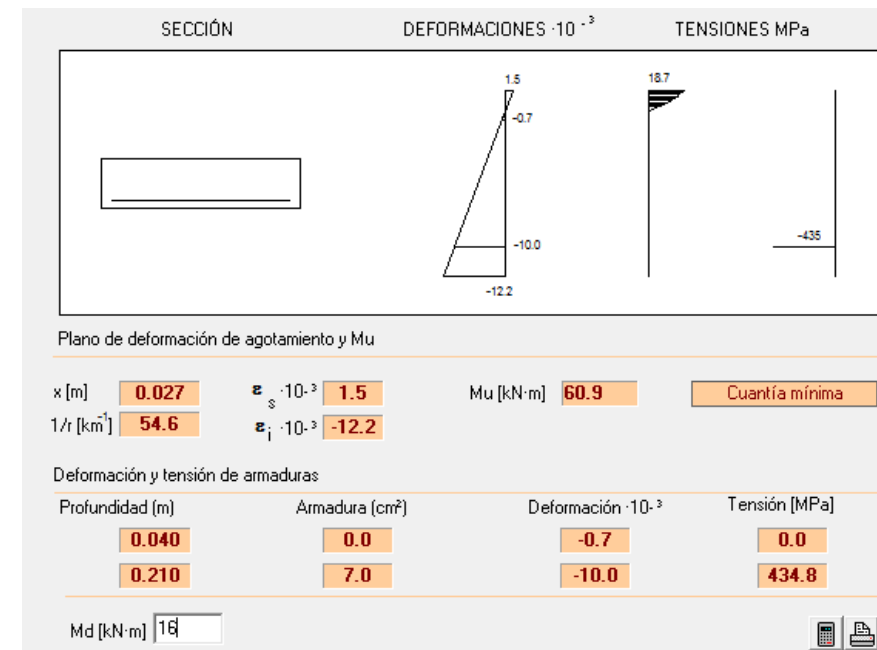 SECCIÓN DEFORMACIONES ·10 -³ TENSIONES MPa
1.5 18.7
-0.7
-435
-10.0
-12.2
Plano de deformación de agotamiento y Mu
x [m] 0.027 ε s ·10-³ 1.5 Mu [kN·m] 60.9 Cuantía mínima
1/r [km-1] 54.6 ε i ·10-³ -12.2
Deformación y tensión de armaduras
Profundidad (m) Armadura (cm²) Deformación ·10-³ Tensión [MPa]
0.040 0.0 -0.7 0.0
0.210 7.0 -10.0 434.8
Md [kN·m] 16